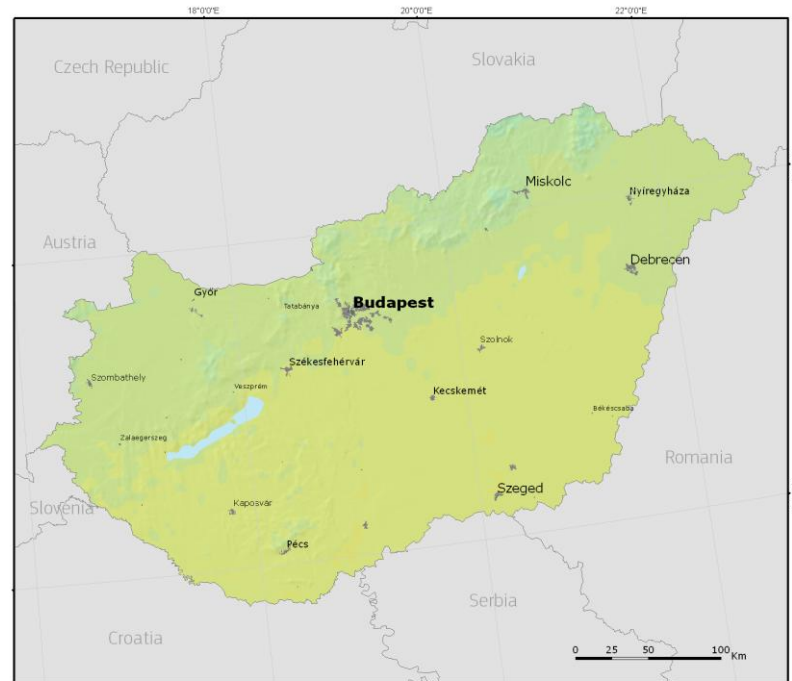 18°0'0"E
20°0'0"E
22°0'0"E
Czech Republic
Slovakia
Miskolc
Nyíregyháza
Austria
Debrecen
Győr
Tatabánya
Budapest
Szolnok
Székesfehérvár
Szombathely
Veszprém
Kecskemét
Békéscsaba
Zalaegerszeg
Romania
Szeged
Kaposvár
Slovenia
Pécs
Serbia
Croatia
0 25 50 100
Km